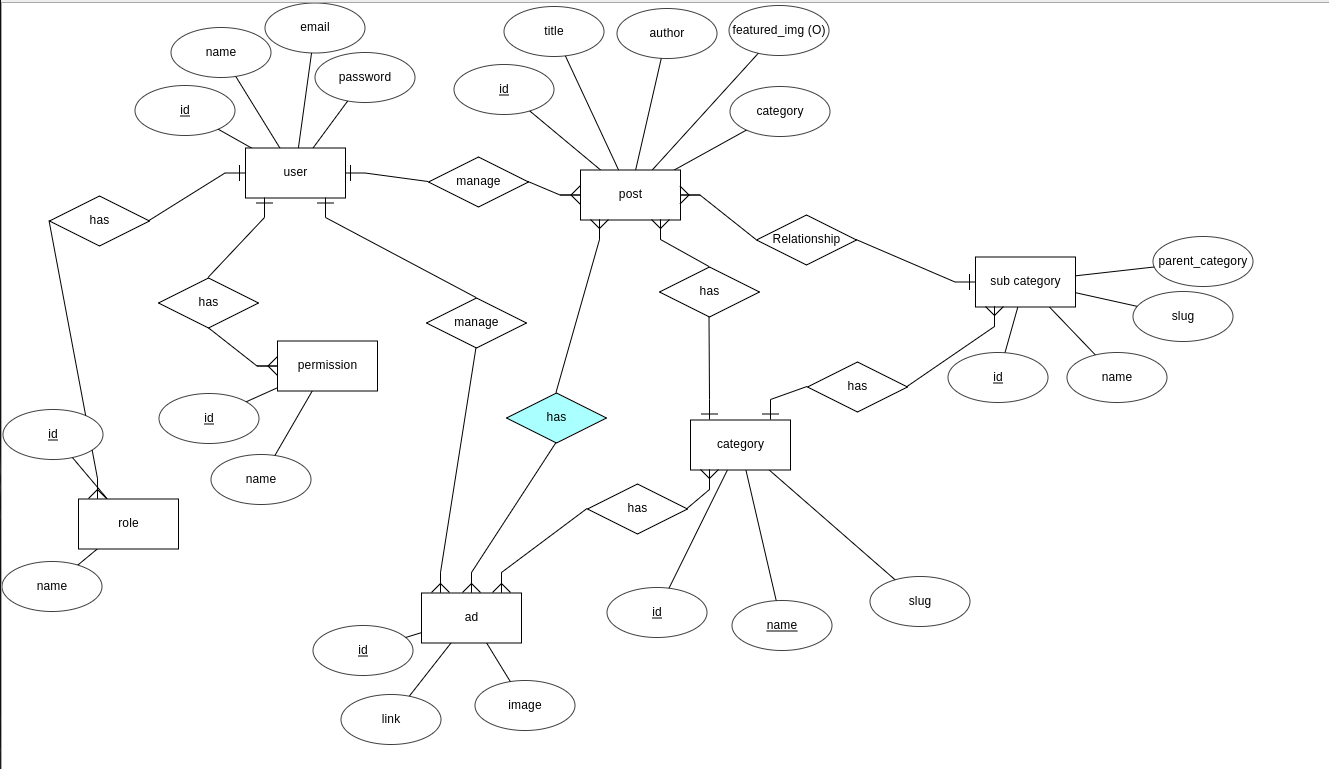 email
name
password
id
user
title
author
featured_img (O)
id
category
manage
post
has
Relationship
sub category
parent_category
slug
id
name
has
has
manage
permission
id
name
has
has
category
id
role
name
has
has
ad
id
link
image
id
name
slug